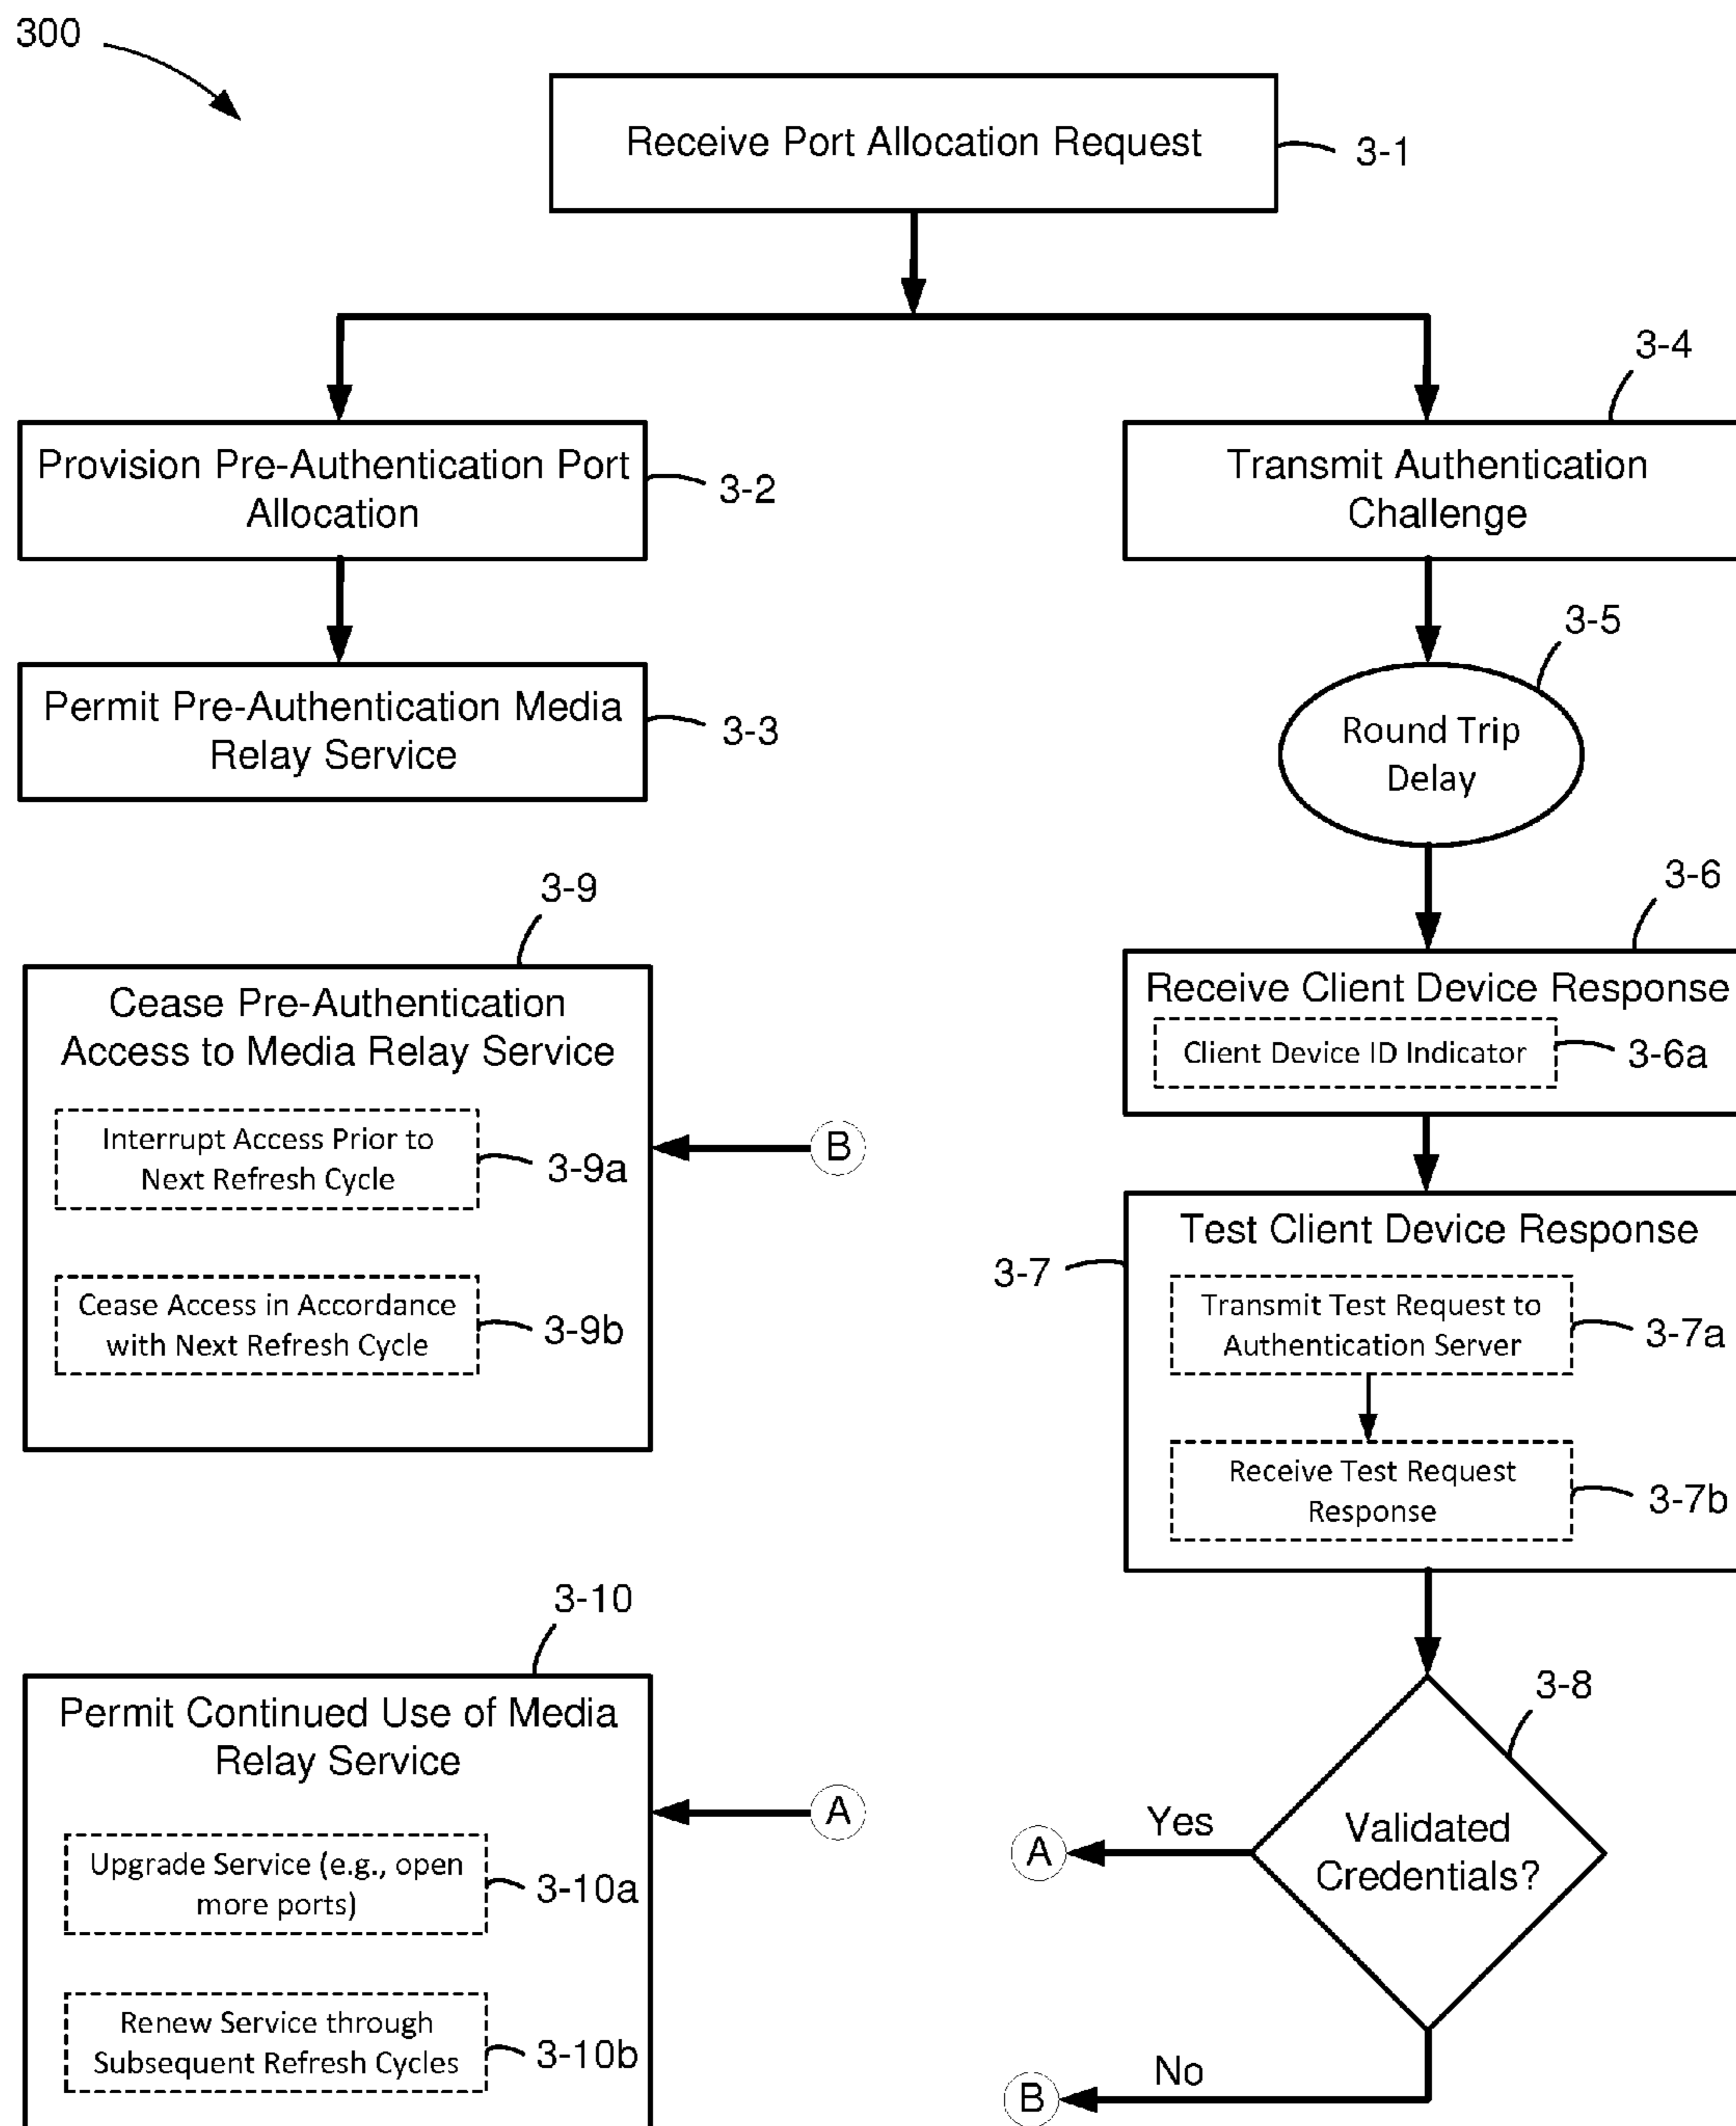 300
Receive Port Allocation Request
3-1
3-4
Provision Pre-Authentication Port
Allocation
3-2
Transmit Authentication
Challenge
3-5
Permit Pre-Authentication Media
Relay Service
3-3
Round Trip
Delay
3-9
3-6
Cease Pre-Authentication
Access to Media Relay Service
Interrupt Access Prior to
Next Refresh Cycle
3-9a
Cease Access in Accordance
with Next Refresh Cycle
3-9b
B
Receive Client Device Response
Client Device ID Indicator
3-6a
Test Client Device Response
3-7
Transmit Test Request to
Authentication Server
3-7a
Receive Test Request
Response
3-7b
3-10
Permit Continued Use of Media
Relay Service
Upgrade Service (e.g., open
more ports)
3-10a
Renew Service through
Subsequent Refresh Cycles
3-10b
A
3-8
Validated
Credentials?
Yes
A
No
B